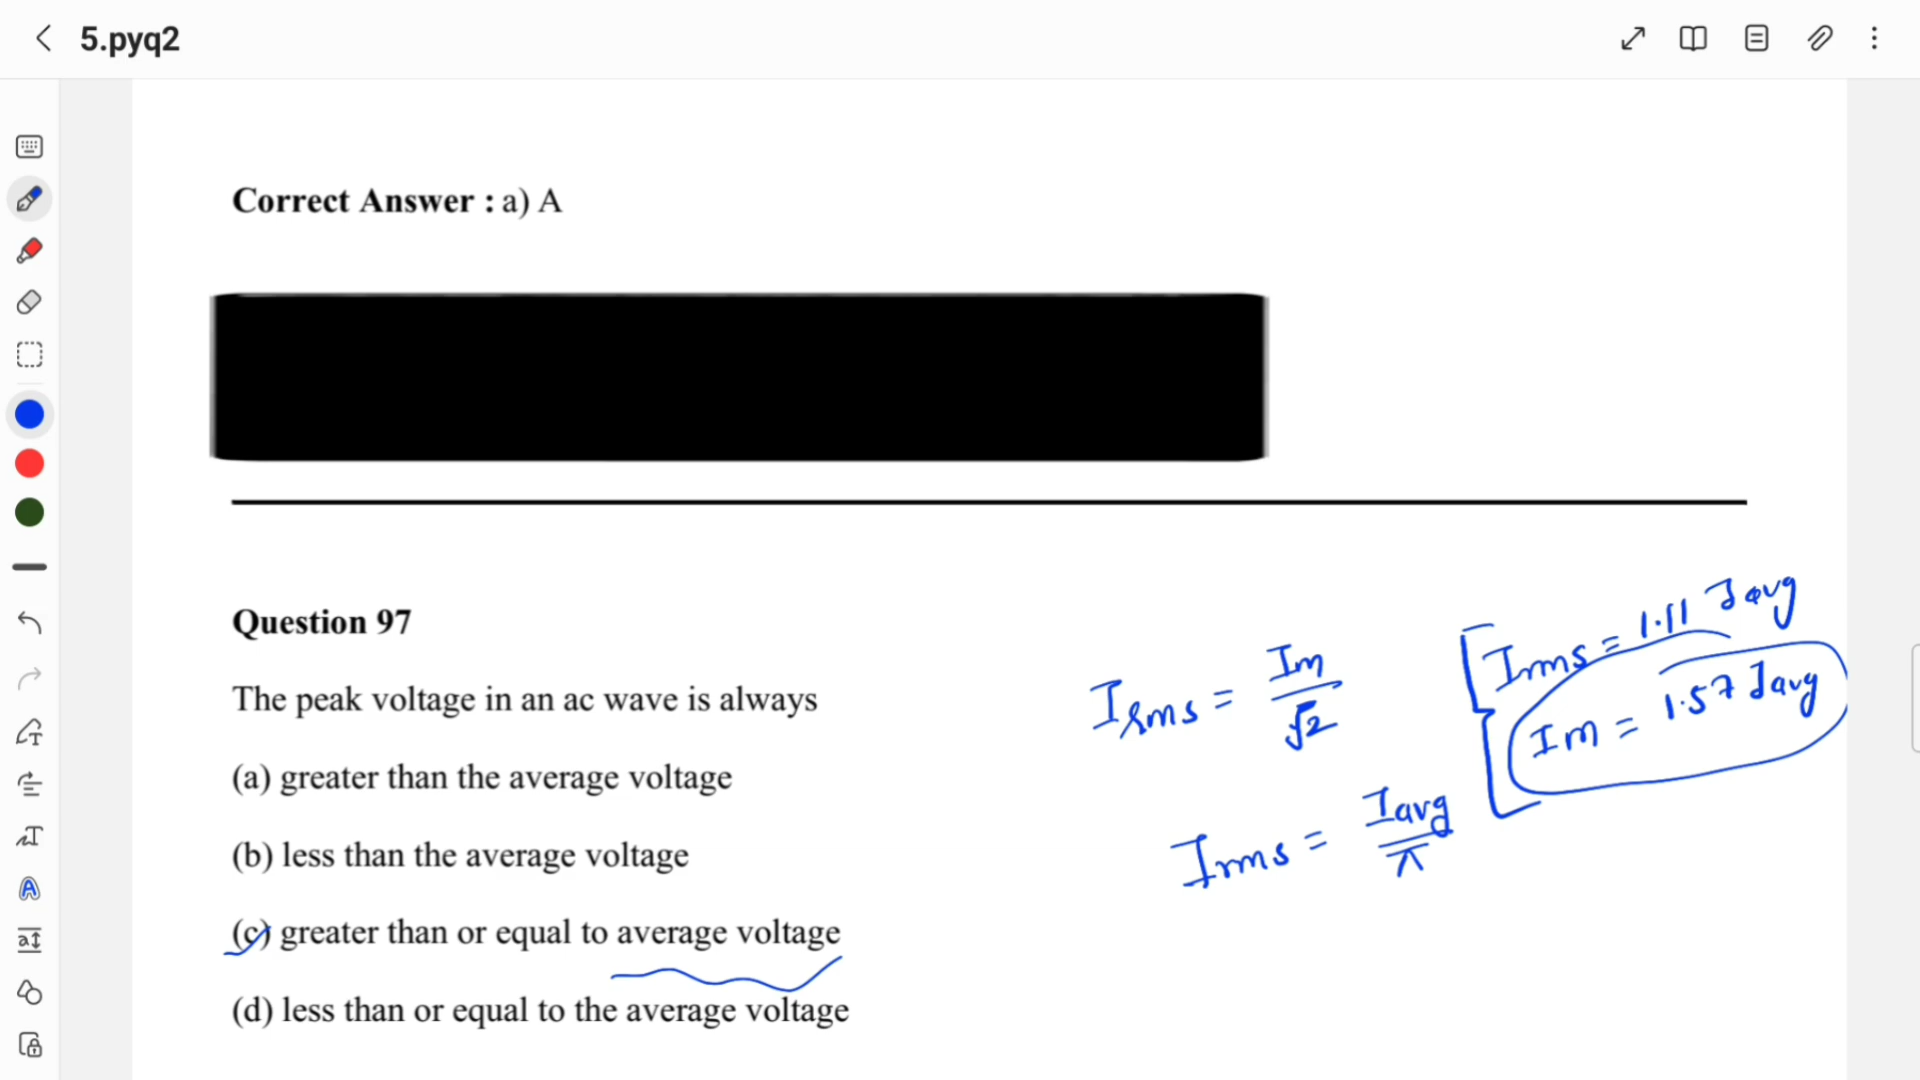 5.pyq2
Correct Answer : a) A
Question 97
The peak voltage in an ac wave is always
(a) greater than the average voltage
(b) less than the average voltage
(c) greater than or equal to average voltage
(d) less than or equal to the average voltage
Irms = Im/√2
Irms = Iavg/π
Irms = 1.11 Iavg
Im = 1.57 Iavg